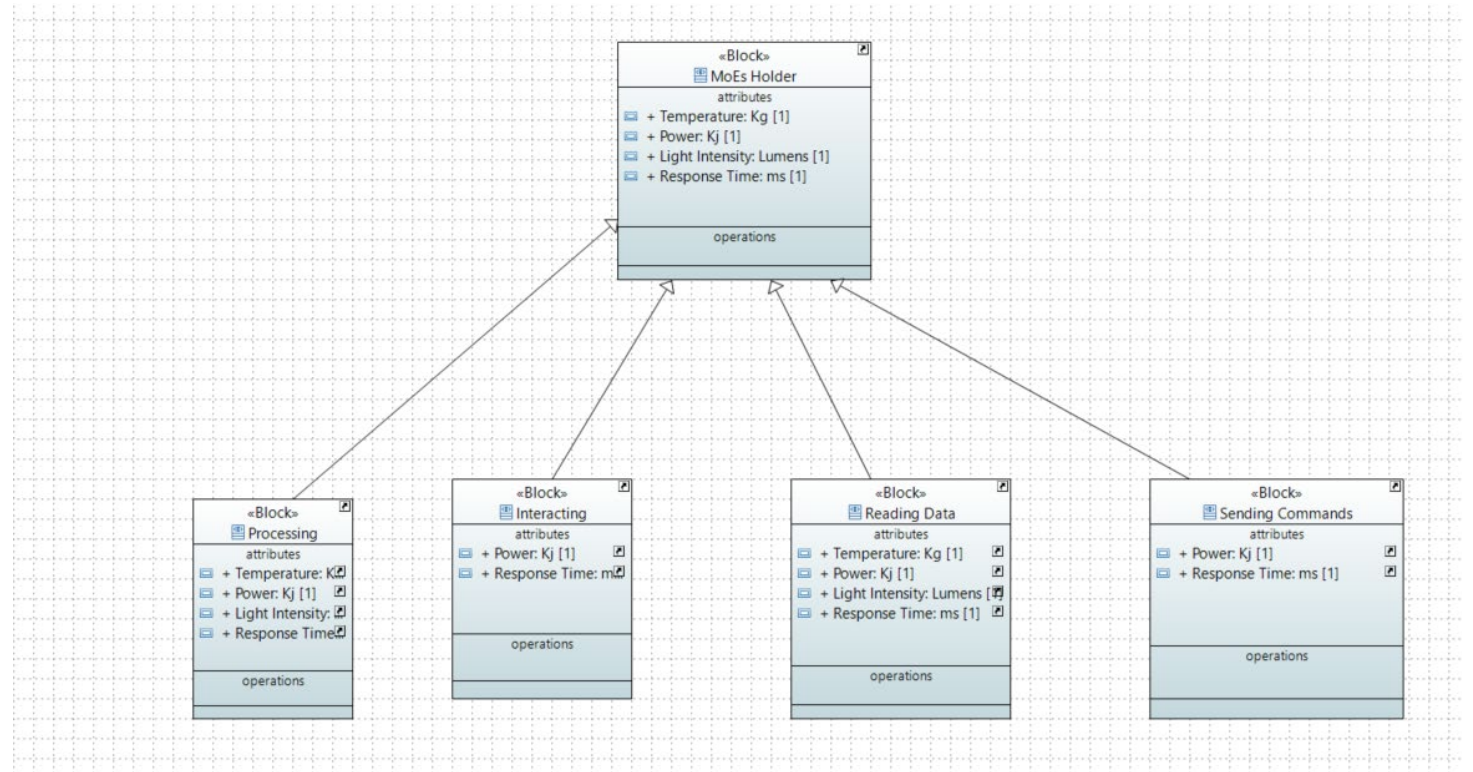 «Block»
MoEs Holder
attributes
+ Temperature: Kg [1]
+ Power: Kj [1]
+ Light Intensity: Lumens [1]
+ Response Time: ms [1]
operations
«Block»
Processing
attributes
+ Temperature:
+ Power: Kj [1]
+ Light Intensity:
+ Response Time
operations
«Block»
Interacting
attributes
+ Power: Kj [1]
+ Response Time:
operations
«Block»
Reading Data
attributes
+ Temperature: Kg [1]
+ Power: Kj [1]
+ Light Intensity: Lumens
+ Response Time: ms [1]
operations
«Block»
Sending Commands
attributes
+ Power: Kj [1]
+ Response Time: ms [1]
operations